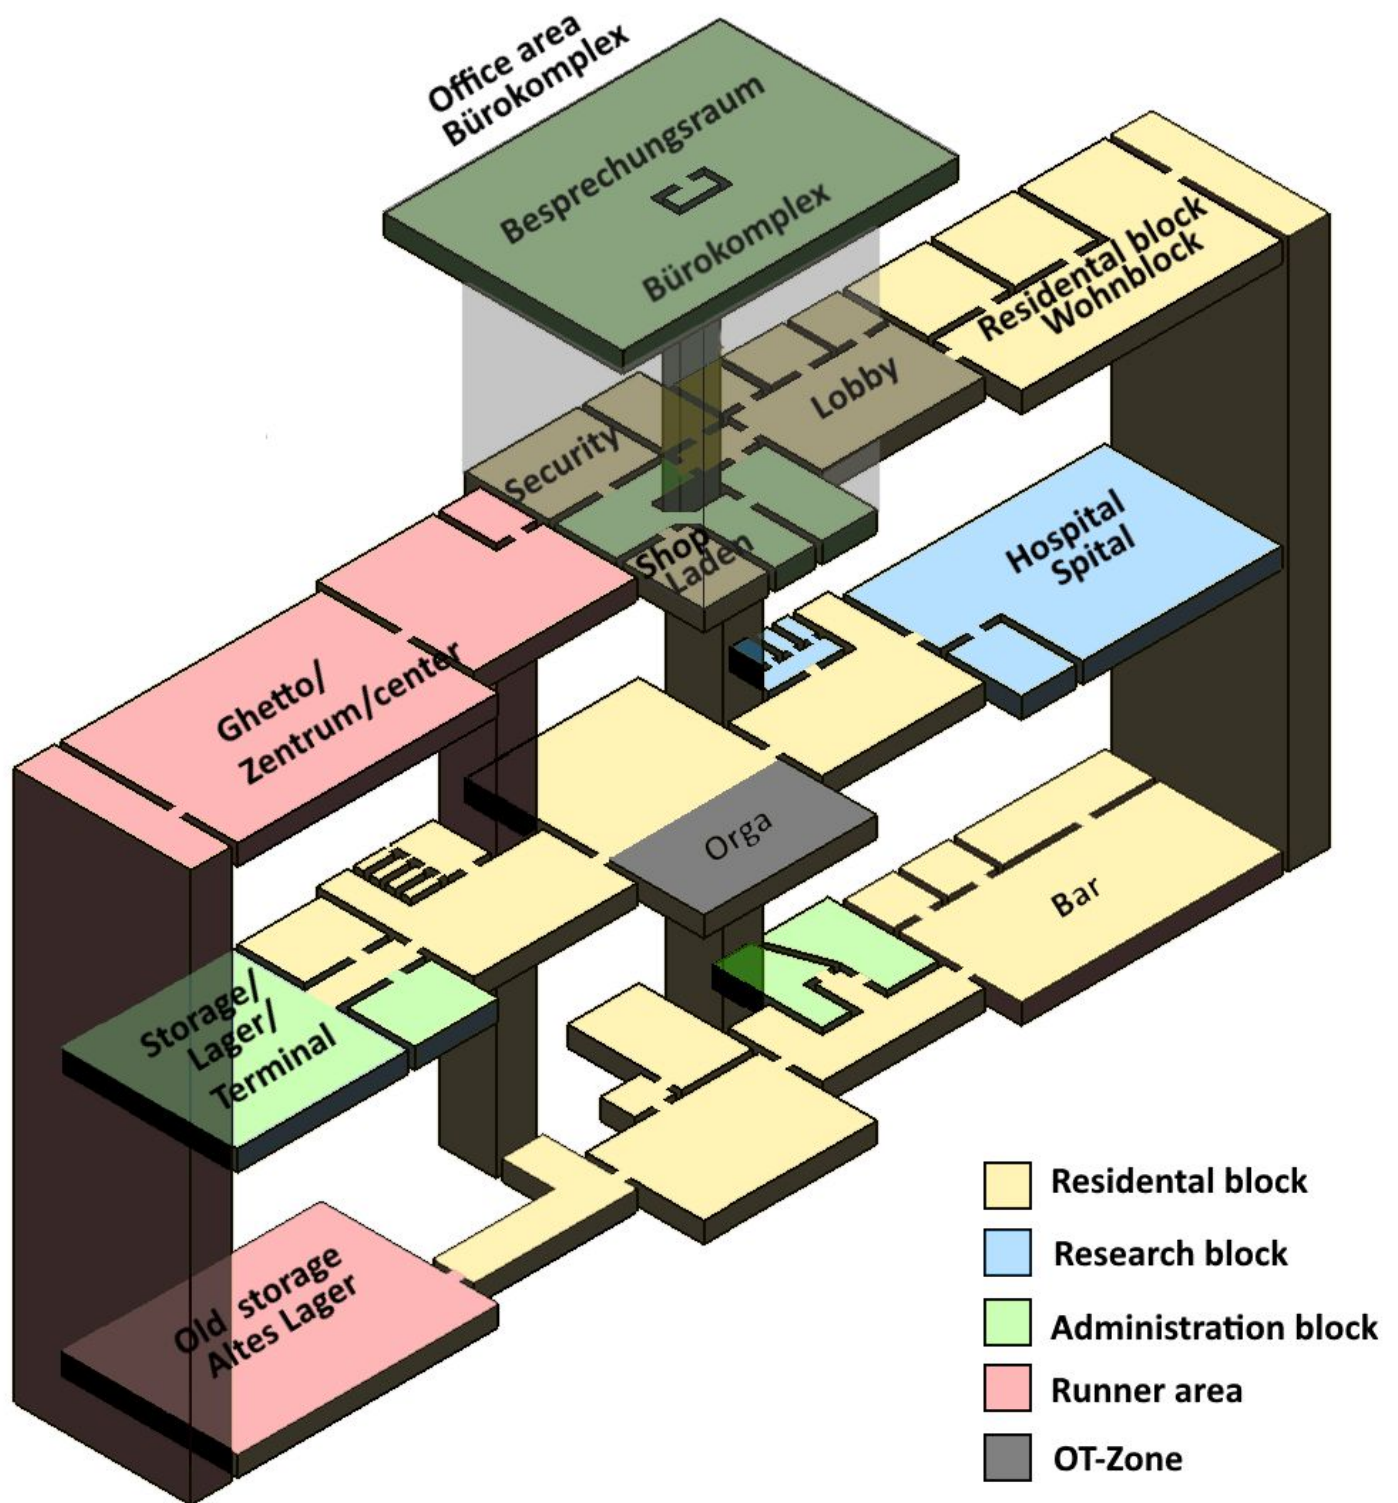 Office area
Bürokomplex
Besprechungsraum
Bürokomplex
Residental block
Wohnblock
Lobby
Security
Shop
Laden
Hospital
Spital
Ghetto/
Zentrum/center
Orga
Bar
Storage/
Lager/
Terminal
Old storage
Altes Lager
Residental block
Research block
Administration block
Runner area
OT-Zone